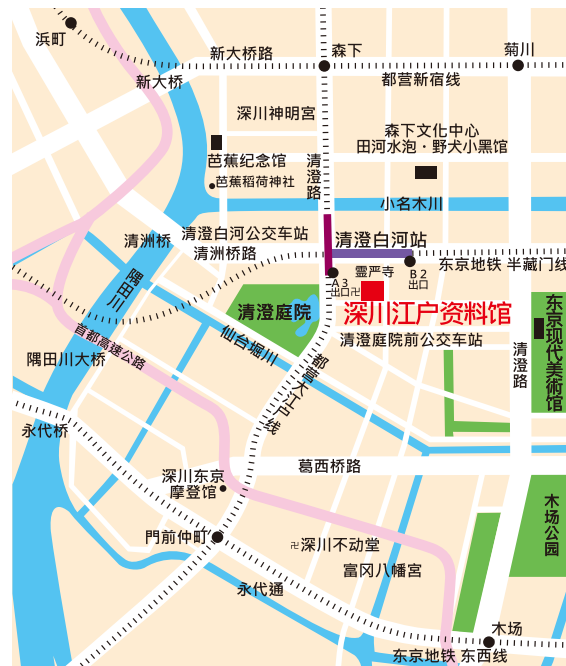 浜町
新大桥路
森下
菊川
新大桥
都营新宿线
深川神明宮
森下文化中心
田河水泡・野犬小黑馆
芭蕉纪念馆
清澄路
芭蕉稻荷神社
小名木川
清洲桥
清澄白河公交车站
清洲桥路
清澄白河站
隅田川
霊严寺
B2
出口
东京地铁 半藏门线
A3
出口卍
深川江户资料馆
清澄庭院
东京现代美術馆
首都高速公路
仙台堀川
清澄庭院前公交车站
清澄路
隅田川大桥
都营大江户线
永代桥
葛西桥路
深川东京
摩登馆
木场公园
門前仲町
卍深川不动堂
富冈八幡宮
永代通
木场
东京地铁 东西线